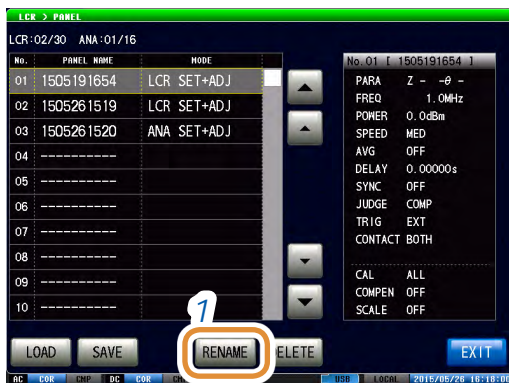 LCR > PANEL
LCR:02/30 ANA:01/16
No. PANEL NAME MODE
01 1505191654 LCR SET+ADJ
02 1505261519 LCR SET+ADJ
03 1505261520 ANA SET+ADJ
04 ----------
05 ----------
06 ----------
07 ----------
08 ----------
09 ----------
10 ----------
No. 01 [ 1505191654 ]
PARA Z - -θ -
FREQ 1.0MHz
POWER 0.0dBm
SPEED MED
AVG OFF
DELAY 0.00000s
SYNC OFF
JUDGE COMP
TRIG EXT
CONTACT BOTH
CAL ALL
COMPEN OFF
SCALE OFF
1
LOAD SAVE RENAME ELETE EXIT
AC COR CMP DC COR USB LOCAL 2015/05/26 16:18:06